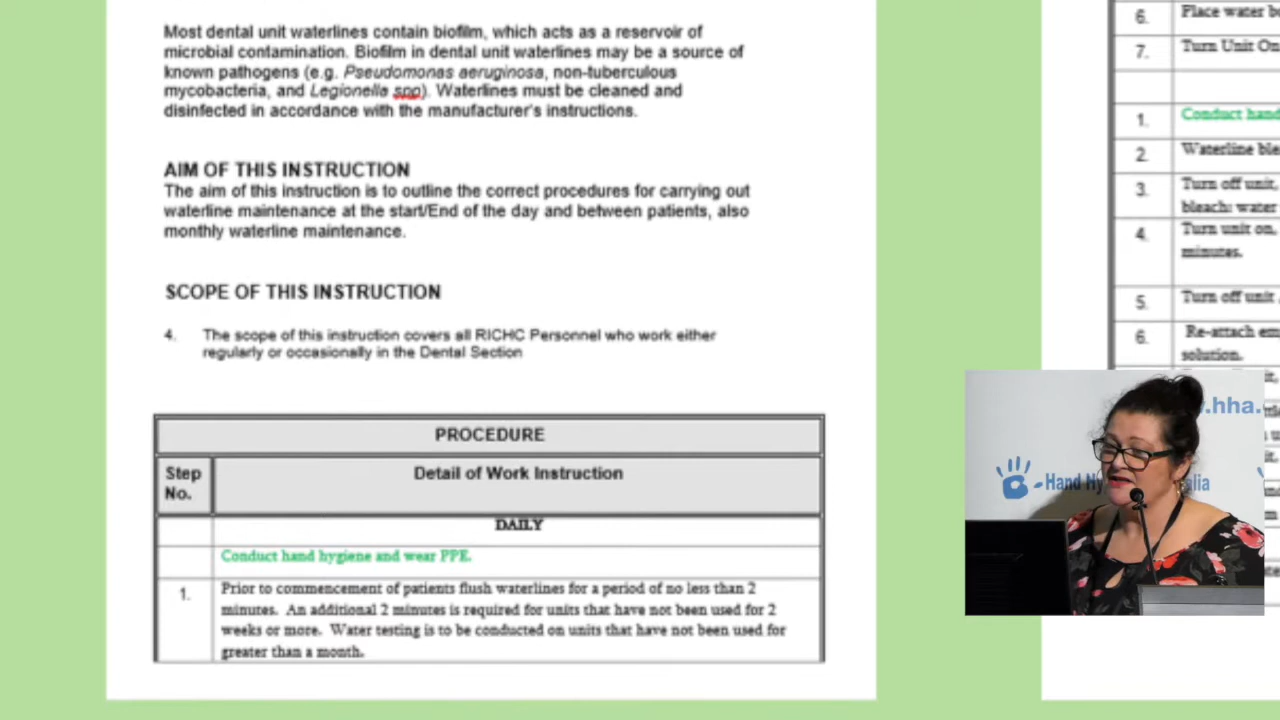 Most dental unit waterlines contain biofilm, which acts as a reservoir of
microbial contamination. Biofilm in dental unit waterlines may be a source of
known pathogens (e.g. Pseudomonas aeruginosa, non-tuberculous
mycobacteria, and Legionella spp). Waterlines must be cleaned and
disinfected in accordance with the manufacturer's instructions.
AIM OF THIS INSTRUCTION
The aim of this instruction is to outline the correct procedures for carrying out
waterline maintenance at the start/End of the day and between patients, also
monthly waterline maintenance.
SCOPE OF THIS INSTRUCTION
4. The scope of this instruction covers all RICHC Personnel who work either
regularly or occasionally in the Dental Section
PROCEDURE
Step
No.
Detail of Work Instruction
DAILY
Conduct hand hygiene and wear PPE.
1. Prior to commencement of patients flush waterlines for a period of no less than 2
minutes. An additional 2 minutes is required for units that have not been used for 2
weeks or more. Water testing is to be conducted on units that have not been used for
greater than a month.
6. Place water
7. Turn Unit On
1. Conduct hand
2. Waterline
3. Turn off unit,
bleach: water
4. Turn unit on,
minutes.
5. Turn off unit
6. Re-attach
solution.
.hha.
- Hand